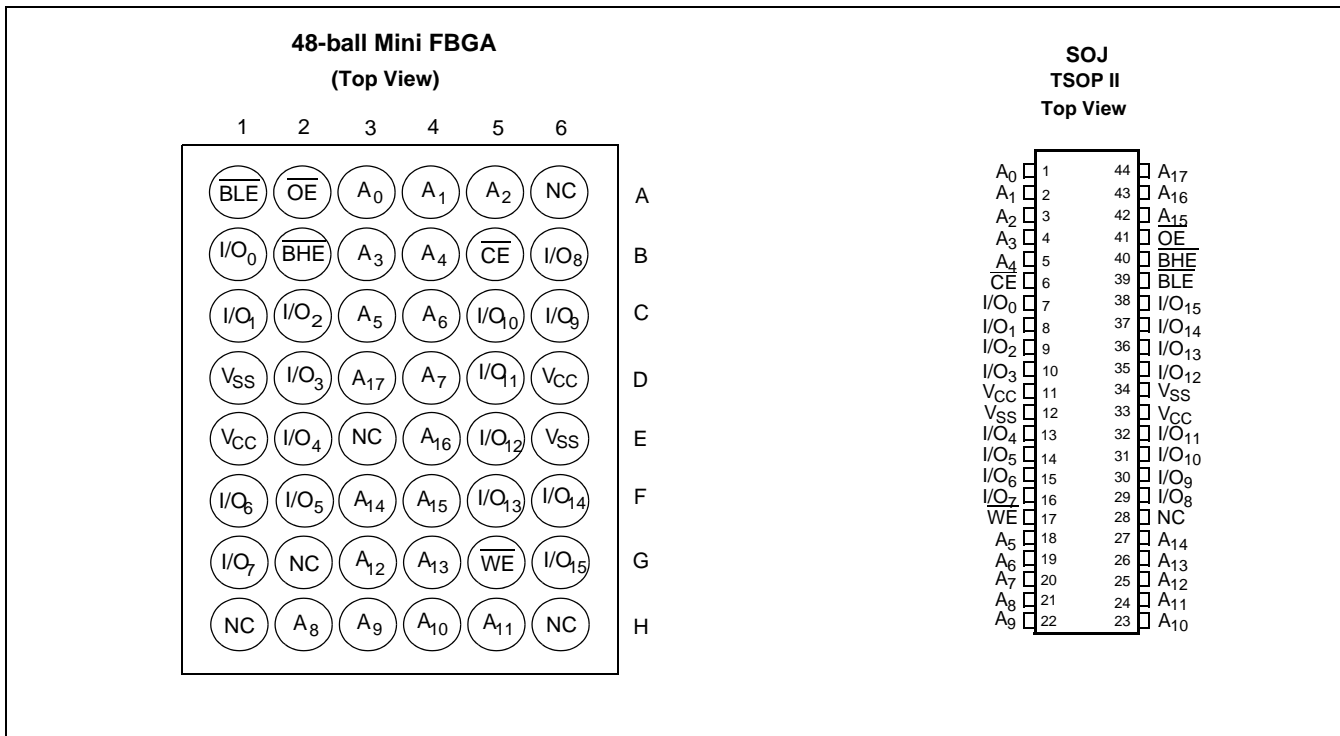 48-ball Mini FBGA
(Top View)
1 2 3 4 5 6
BLE OE A0 A1 A2 NC A
I/O0 BHE A3 A4 CE I/O8 B
I/O1 I/O2 A5 A6 I/O10 I/O9 C
VSS I/O3 A17 A7 I/O11 VCC D
VCC I/O4 NC A16 I/O12 VSS E
I/O6 I/O5 A14 A15 I/O13 I/O14 F
I/O7 NC A12 A13 WE I/O15 G
NC A8 A9 A10 A11 NC H
SOJ
TSOP II
Top View
A0 1 44 A17
A1 2 43 A16
A2 3 42 A15
A3 4 41 OE
A4 5 40 BHE
CE 6 39 BLE
I/O0 7 38 I/O15
I/O1 8 37 I/O14
I/O2 9 36 I/O13
I/O3 10 35 I/O12
VCC 11 34 VSS
VSS 12 33 VCC
I/O4 13 32 I/O11
I/O5 14 31 I/O10
I/O6 15 30 I/O9
I/O7 16 29 I/O8
WE 17 28 NC
A5 18 27 A14
A6 19 26 A13
A7 20 25 A12
A8 21 24 A11
A9 22 23 A10